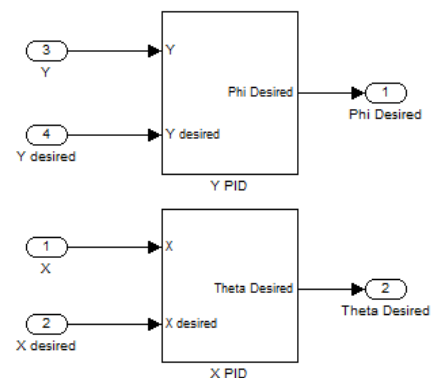 3
Y
Y
Phi Desired
1
Phi Desired
4
Y desired
Y desired
Y PID
1
X
X
Theta Desired
2
Theta Desired
2
X desired
X desired
X PID